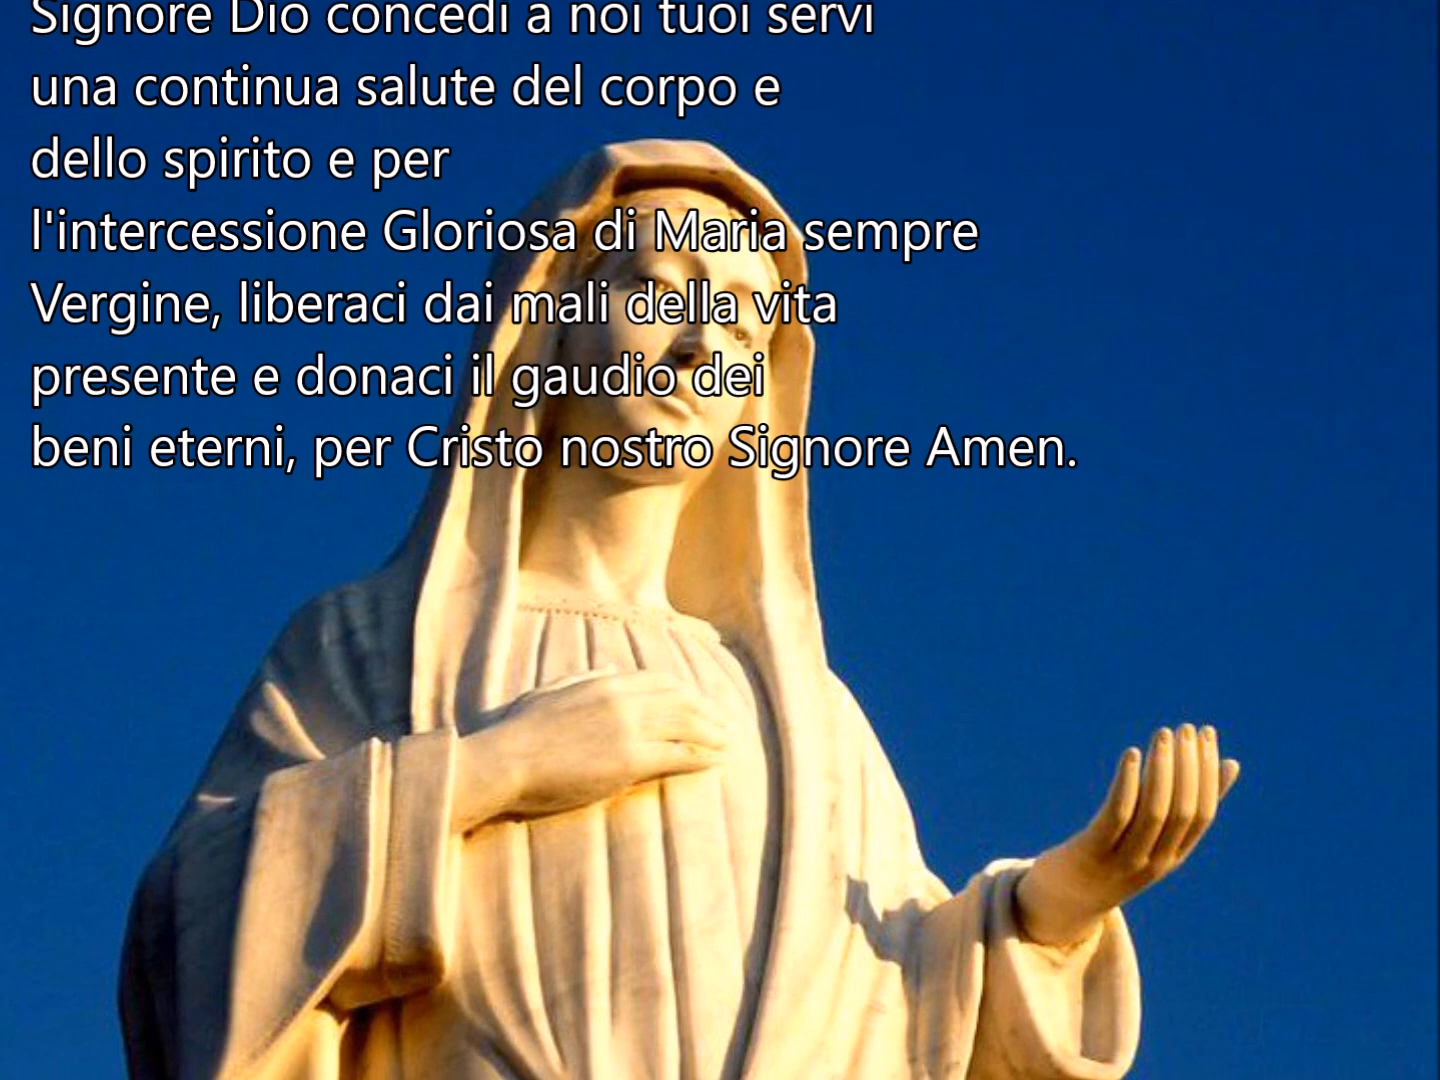 Signore Dio concedi a noi tuoi servi
una continua salute del corpo e
dello spirito e per
l'intercessione Gloriosa di Maria sempre
Vergine, liberaci dai mali della vita
presente e donaci il gaudio dei
beni eterni, per Cristo nostro Signore Amen.